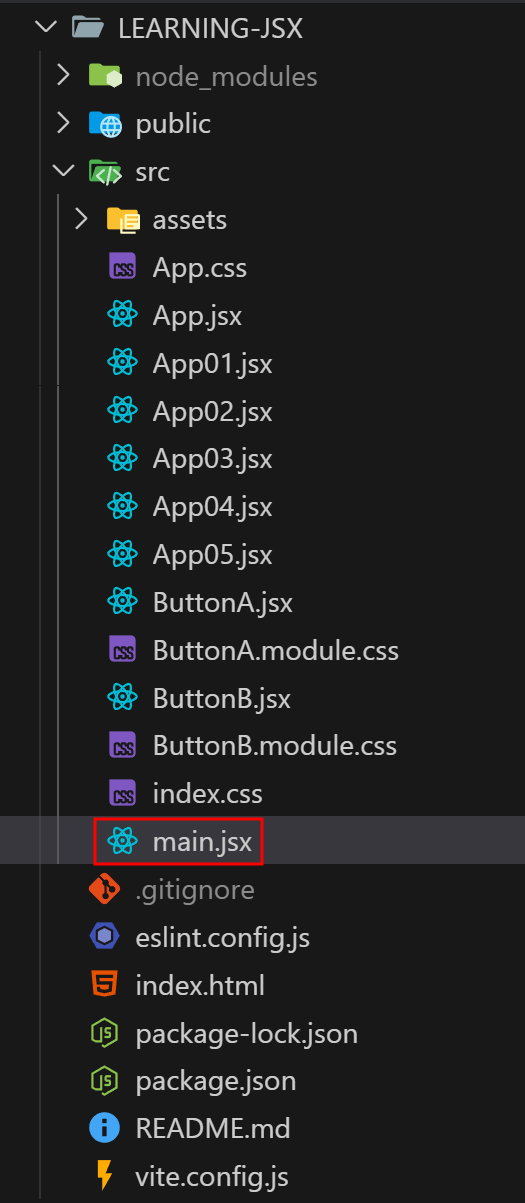 LEARNING-JSX
node_modules
public
src
assets
App.css
App.jsx
App01.jsx
App02.jsx
App03.jsx
App04.jsx
App05.jsx
ButtonA.jsx
ButtonA.module.css
ButtonB.jsx
ButtonB.module.css
index.css
main.jsx
.gitignore
eslint.config.js
index.html
package-lock.json
package.json
README.md
vite.config.js